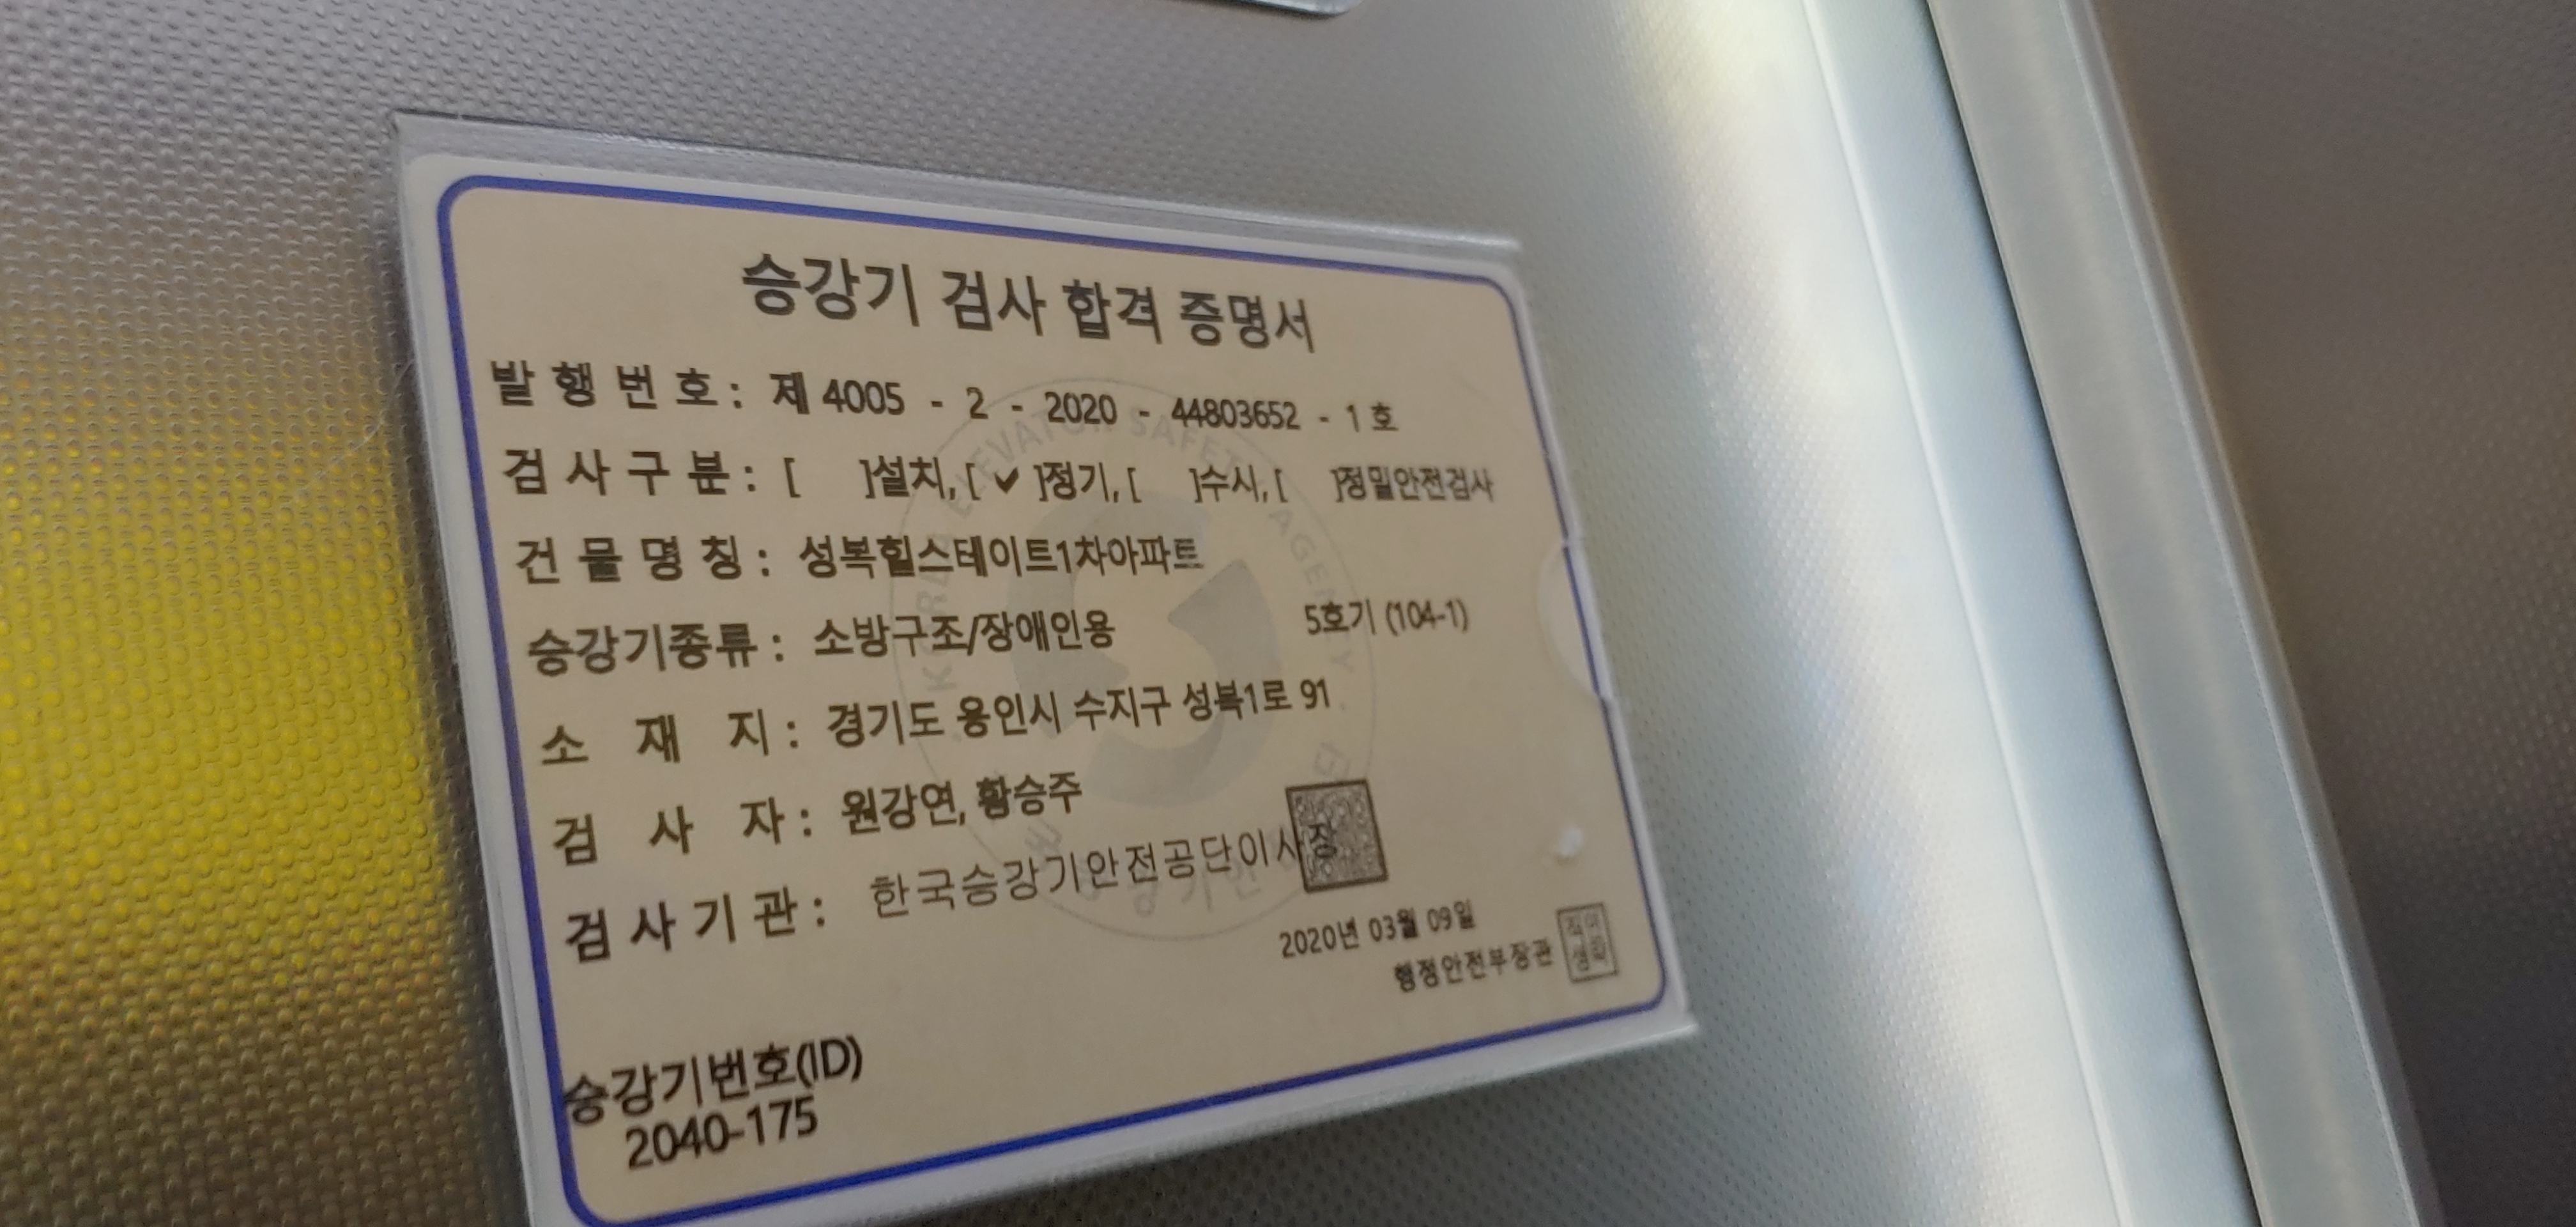 승강기 검사 합격 증명서
발 행 번 호 : 제 4005 - 2 - 2020 - 44803652 - 1 호
검 사 구 분 : [ ]설치, [ ✔ ]정기, [ ]수시, [ ]정밀안전검사
건 물 명 칭 : 성복힐스테이트1차아파트
승강기종류 : 소방구조/장애인용 5호기 (104-1)
소 재 지 : 경기도 용인시 수지구 성복1로 91
검 사 자 : 원강연, 황승주
검 사 기 관 : 한국승강기안전공단이사장
2020년 03월 09일
행정안전부장관
승강기번호(ID)
2040-175
KOREA ELEVATOR SAFETY AGENCY